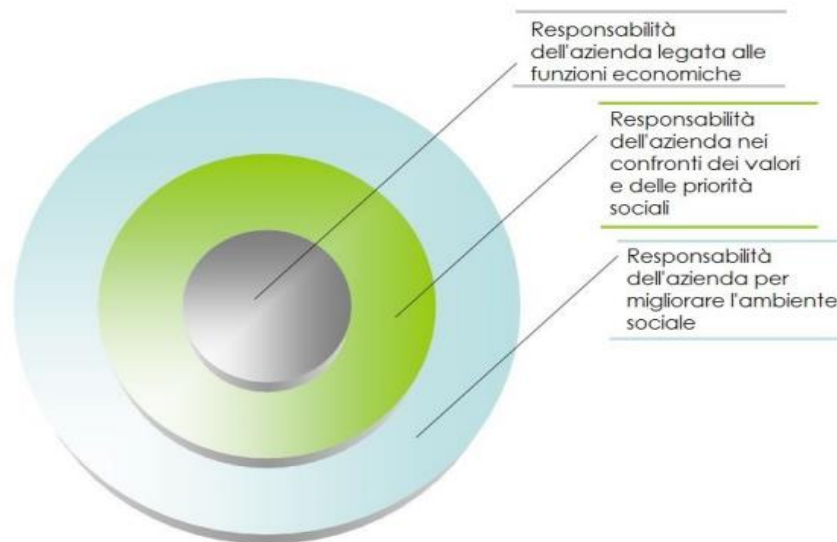 Responsabilità
dell'azienda legata alle
funzioni economiche
Responsabilità
dell'azienda nei
confronti dei valori
e delle priorità
sociali
Responsabilità
dell'azienda per
migliorare l'ambiente
sociale